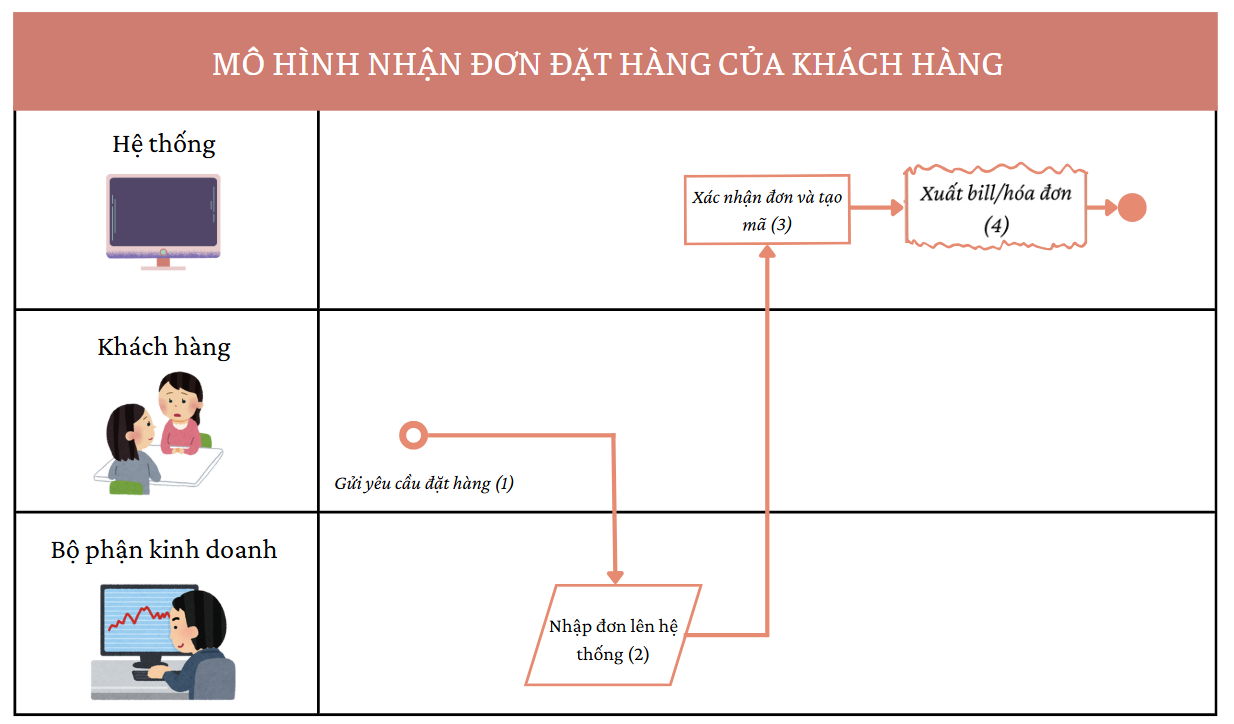 MÔ HÌNH NHẬN ĐƠN ĐẶT HÀNG CỦA KHÁCH HÀNG
Hệ thống
Xác nhận đơn và tạo
mã (3)
Xuất bill/hóa đơn
(4)
Khách hàng
Gửi yêu cầu đặt hàng (1)
Bộ phận kinh doanh
Nhập đơn lên hệ
thống (2)